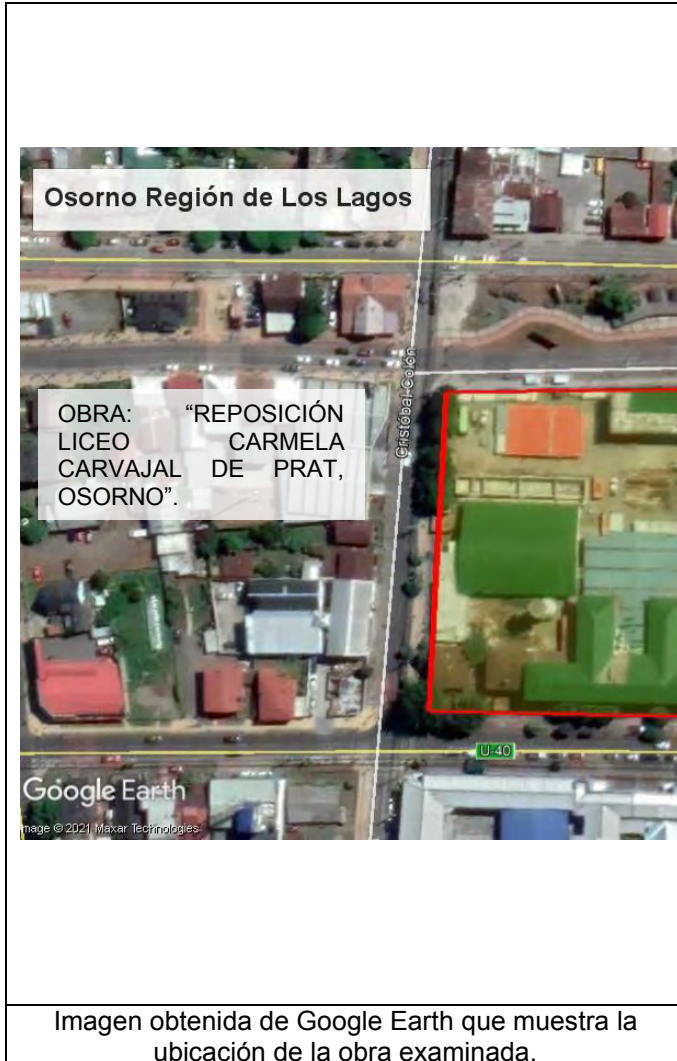 Osorno Región de Los Lagos
Cristóbal Colón
OBRA: “REPOSICIÓN
LICEO CARMELA
CARVAJAL DE PRAT,
OSORNO”.
U-40
Google Earth
mage © 2021 Maxar Technologies
Imagen obtenida de Google Earth que muestra la
ubicación de la obra examinada.